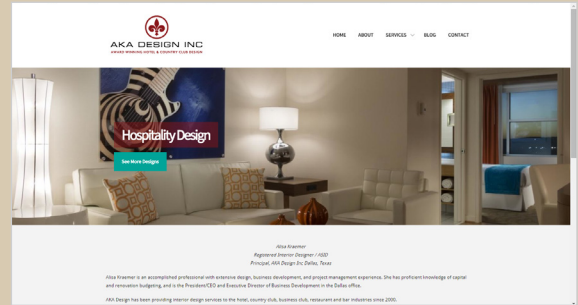 AKA DESIGN INC
AWARD WINNING HOTEL & COUNTRY CLUB DESIGN
HOME ABOUT SERVICES BLOG CONTACT
Hospitality Design
See More Designs
Alisa Kraemer
Registered Interior Designer / ASID
Principal, AKA Design Inc Dallas, Texas
Alisa Kraemer is an accomplished professional with extensive design, business development, and project management experience. She has proficient knowledge of capital
and renovation budgeting, and is the President/CEO and Executive Director of Business Development in the Dallas office.
AKA Design has been providing interior design services to the hotel, country club, business club, restaurant and bar industries since 2000.